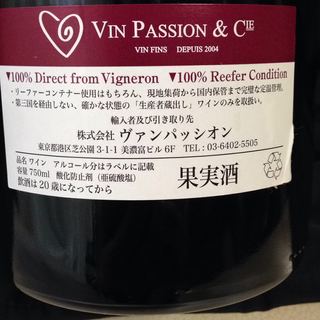 VIN PASSION & CIE
VIN FINS DEPUIS 2004
▼100% Direct from Vigneron ▼100% Reefer Condition
・リーファーコンテナー使用はもちろん、現地集荷から国内保管まで完璧な定温管理。
・第三国を経由しない、確かな状態の「生産者蔵出し」ワインのみを取扱い。
輸入者及び引き取り先
株式会社 ヴァンパッシオン
東京都港区芝公園 3-1-1 美濃富ビル 6F TEL : 03-6402-5505
品名 ワイン アルコール分はラベルに記載
容量 750ml 酸化防止剤（亜硫酸塩）
飲酒は 20 歳になってから
果実酒